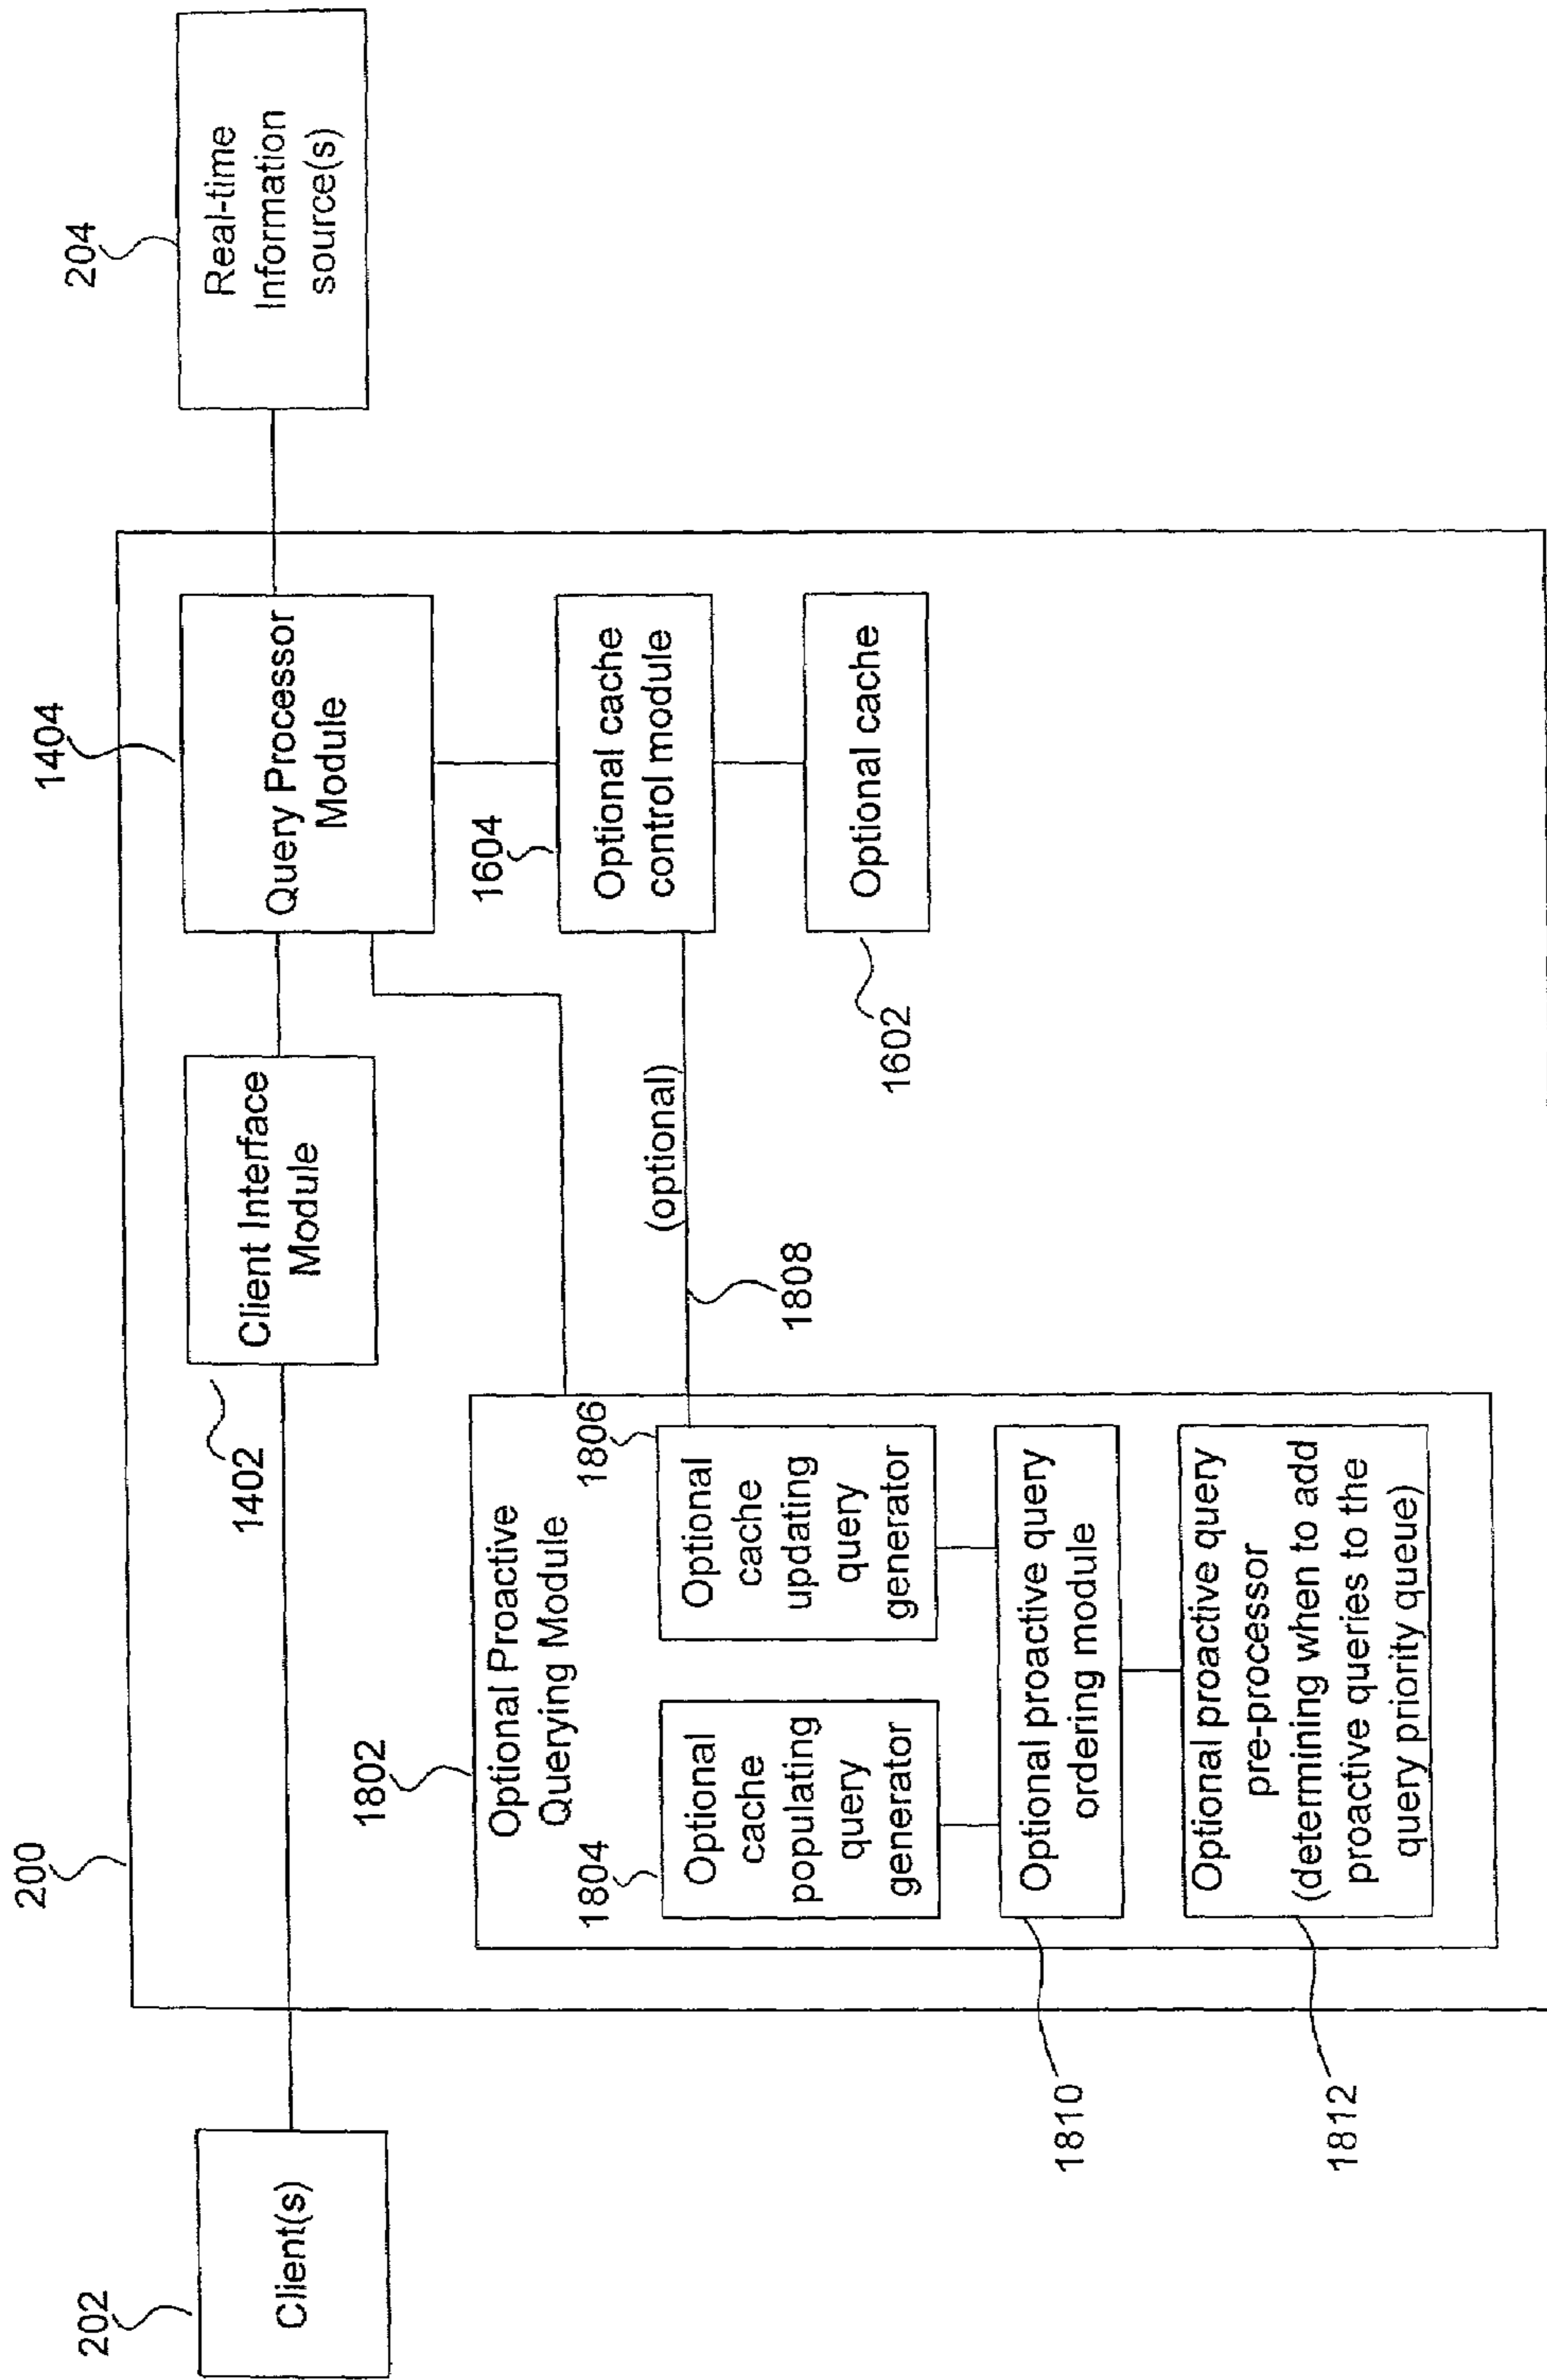 200
202
Client(s)
1402
Client Interface
Module
1404
Query Processor
Module
204
Real-time
Information
source(s)
1802
Optional Proactive
Querying Module
1804
Optional
cache
populating
query
generator
1806
Optional
cache
updating
query
generator
1808
(optional)
1604
Optional cache
control module
1602
Optional cache
1810
Optional proactive query
ordering module
1812
Optional proactive query
pre-processor
(determining when to add
proactive queries to the
query priority queue)